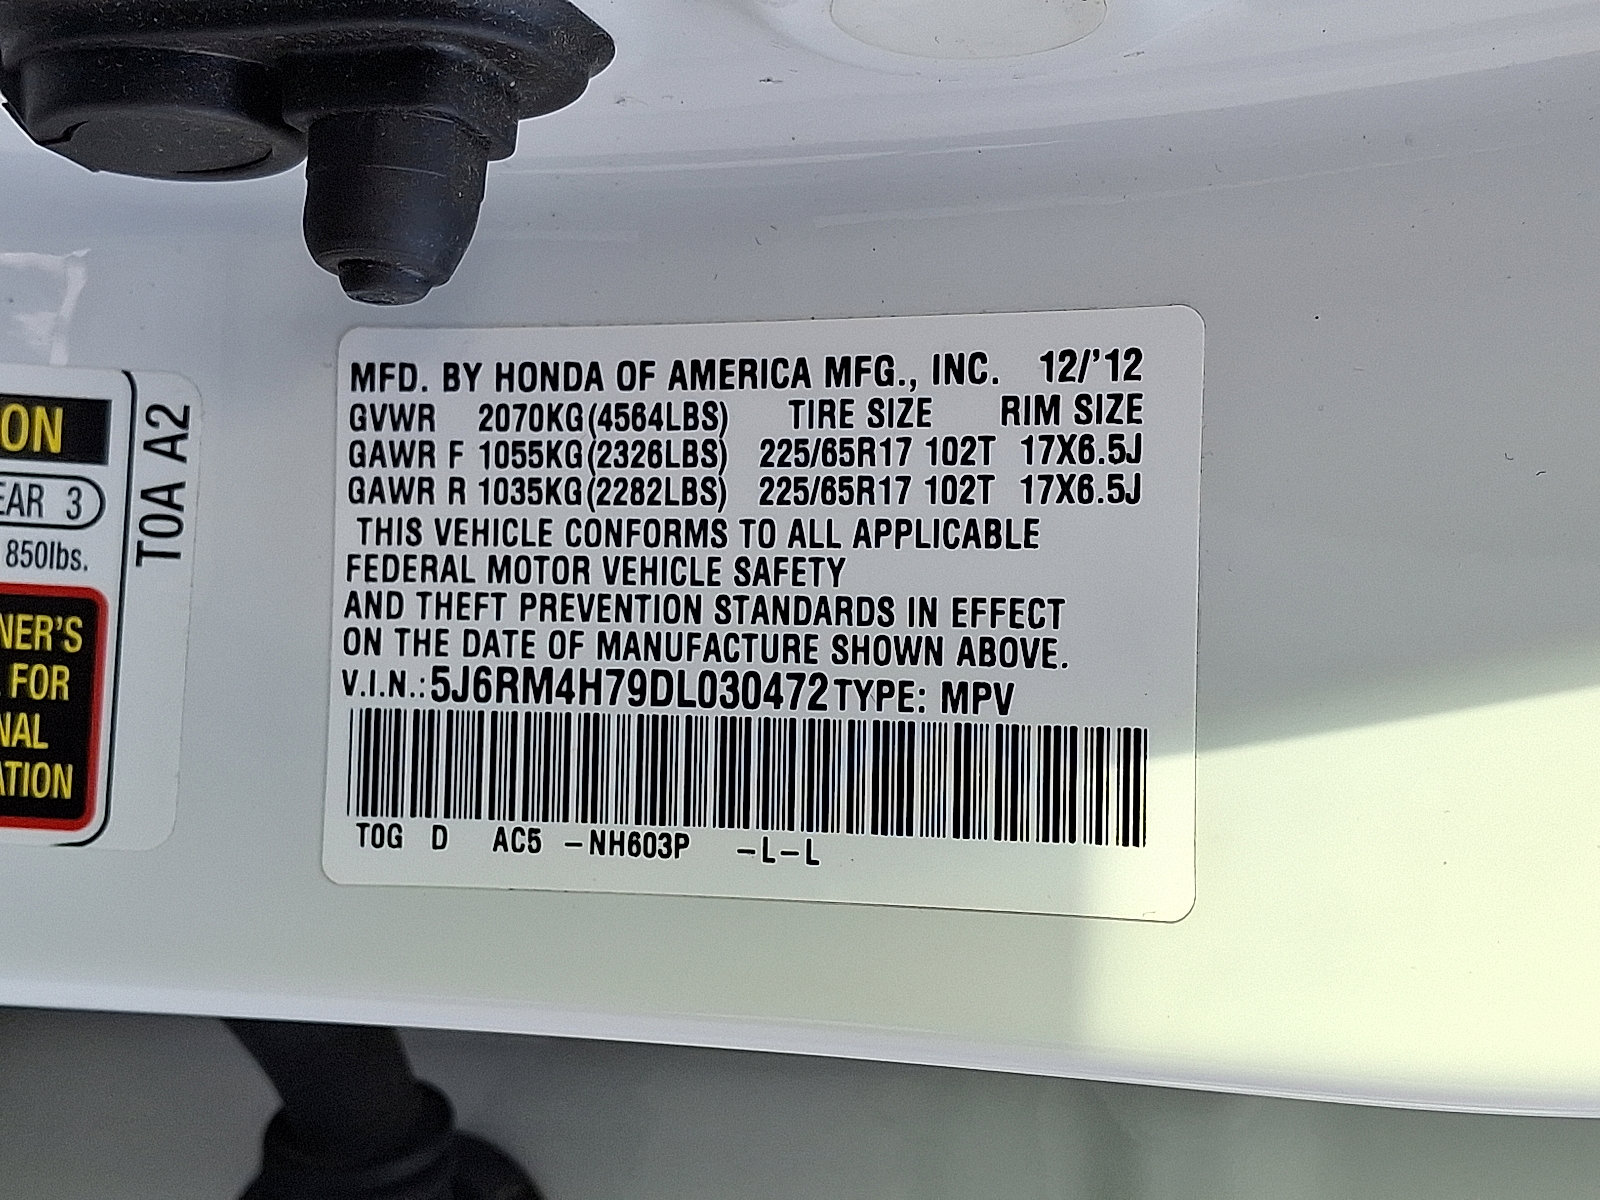 MFD. BY HONDA OF AMERICA MFG., INC. 12/'12
GVWR 2070KG(4564LBS) TIRE SIZE RIM SIZE
GAWR F 1055KG(2326LBS) 225/65R17 102T 17X6.5J
GAWR R 1035KG(2282LBS) 225/65R17 102T 17X6.5J
THIS VEHICLE CONFORMS TO ALL APPLICABLE
FEDERAL MOTOR VEHICLE SAFETY
AND THEFT PREVENTION STANDARDS IN EFFECT
ON THE DATE OF MANUFACTURE SHOWN ABOVE.
V.I.N.:5J6RM4H79DL030472 TYPE: MPV
T0G D AC5 -NH603P -L-L
ON
EAR 3
850lbs.
NER'S
FOR
NAL
ATION
T0A A2